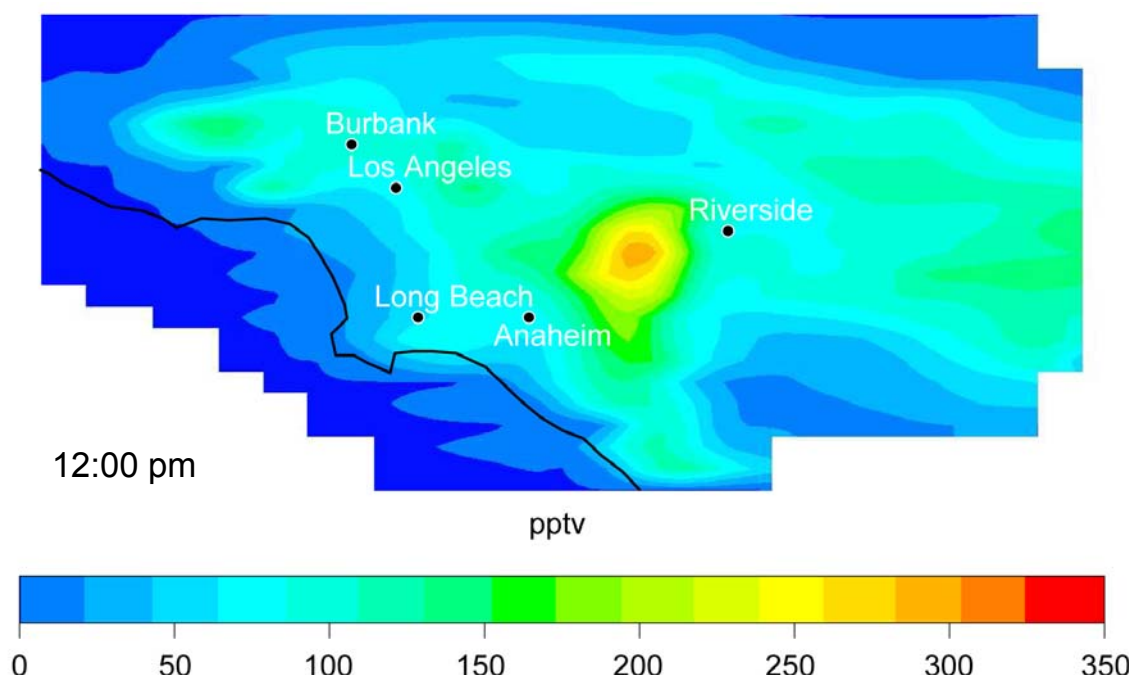 Burbank
Los Angeles
Riverside
Long Beach
Anaheim
12:00 pm
pptv
0 50 100 150 200 250 300 350